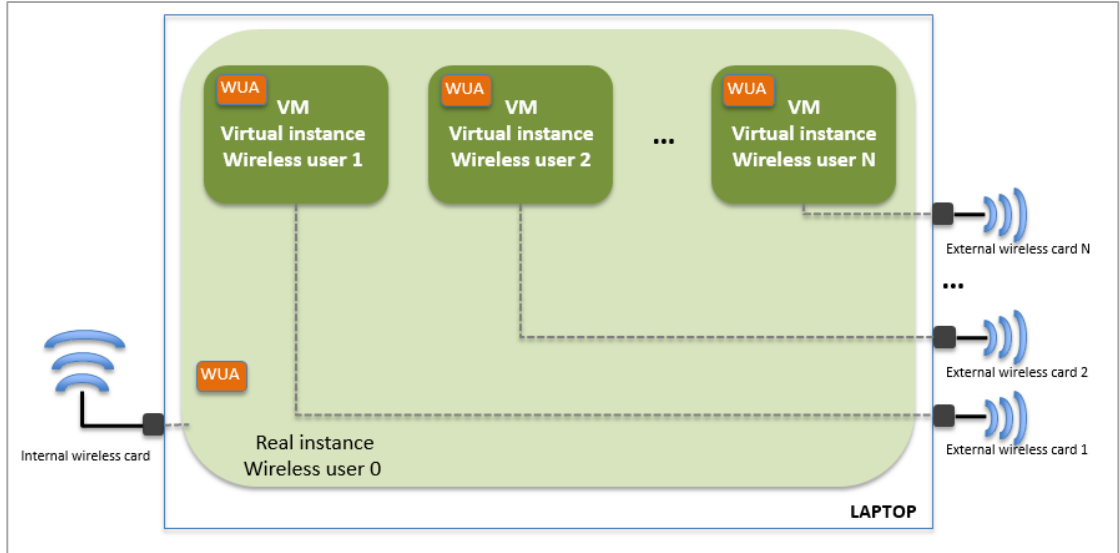 WUA
VM
Virtual instance
Wireless user 1
WUA
VM
Virtual instance
Wireless user 2
...
WUA
VM
Virtual instance
Wireless user N
External wireless card N
...
External wireless card 2
WUA
External wireless card 1
Real instance
Wireless user 0
Internal wireless card
LAPTOP